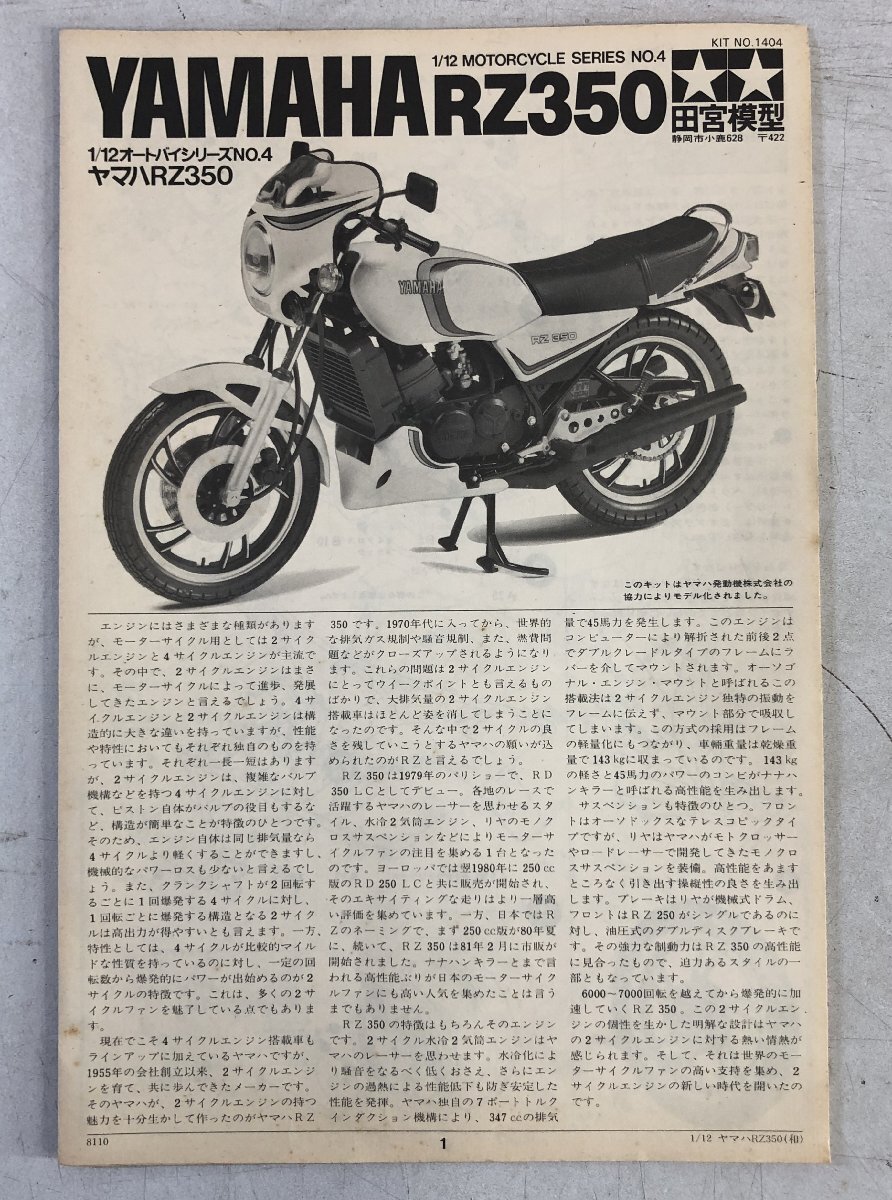 KIT NO.1404
1/12 MOTORCYCLE SERIES NO.4
YAMAHA RZ350
田宮模型
静岡市小鹿628 〒422
1/12オートバイシリーズNO.4
ヤマハRZ350
YAMAHA
RZ 350
このキットはヤマハ発動機株式会社の
協力によりモデル化されました。
エンジンにはさまざまな種類があります
が、モーターサイクル用としては2サイク
ルエンジンと4サイクルエンジンが主流で
す。その中で、2サイクルエンジンはまさ
に、モーターサイクルによって進歩、発展
してきたエンジンと言えるでしょう。4サ
イクルエンジンと2サイクルエンジンは構
造的に大きな違いを持っていますが、性能
や特性においてもそれぞれ独自のものを持
っています。それぞれ一長一短はあります
が、2サイクルエンジンは、複雑なバルブ
機構などを持つ4サイクルエンジンに対し
て、ピストン自体がバルブの役目もするな
ど、構造が簡単なことが特徴のひとつです。
そのため、エンジン自体は同じ排気量なら
4サイクルより軽くすることができますし、
機械的なパワーロスも少ないと言えるでし
ょう。また、クランクシャフトが2回転す
るごとに1回爆発する4サイクルに対し、
1回転ごとに爆発する構造となる2サイク
ルは高出力が得やすいとも言えます。一方、
特性としては、4サイクルが比較的マイル
ドな性質を持っているのに対し、一定の回
転数から爆発的にパワーが出始めるのが2
サイクルの特徴です。これは、多くの2サ
イクルファンを魅了している点でもありま
す。
現在でこそ4サイクルエンジン搭載車も
ラインアップに加えているヤマハですが、
1955年の会社創立以来、2サイクルエンジ
ンを育て、共に歩んできたメーカーです。
そのヤマハが、2サイクルエンジンの持つ
魅力を十分生かして作ったのがヤマハRZ
350です。1970年代に入ってから、世界的
な排気ガス規制や騒音規制、また、燃費問
題などがクローズアップされるようになり
ます。これらの問題は2サイクルエンジン
にとってウイークポイントとも言えるもの
ばかりで、大排気量の2サイクルエンジン
搭載車はほとんど姿を消してしまうことに
なったのです。そんな中で2サイクルの良
さを残していこうとするヤマハの願いが込
められたのがRZと言えるでしょう。
RZ350は1979年のパリショーで、RD
350LCとしてデビュー。各地のレースで
活躍するヤマハのレーサーを思わせるスタ
イル、水冷2気筒エンジン、リヤのモノク
ロスサスペンションなどによりモーターサ
イクルファンの注目を集める1台となった
のです。ヨーロッパでは翌1980年に250cc
版のRD250LCと共に販売が開始され、
そのエキサイティングな走りはより一層高
い評価を集めています。一方、日本ではR
Zのネーミングで、まず250cc版が80年夏
に、続いて、RZ350は81年2月に市販が
開始されました。ナナハンキラーとまで言
われる高性能ぶりが日本のモーターサイク
ルファンにも高い人気を集めたことは言う
までもありません。
RZ350の特徴はもちろんそのエンジン
です。2サイクル水冷2気筒エンジンはヤ
マハのレーサーを思わせます。水冷化によ
り騒音をなるべく低くおさえ、さらにエン
ジンの過熱による性能低下も防ぎ安定した
性能を発揮。ヤマハ独自の7ポートトルク
インダクション機構により、347ccの排気
量で45馬力を発生します。このエンジンは
コンピューターにより解析された前後2点
でダブルクレードルタイプのフレームにラ
バーを介してマウントされます。オーソゴ
ナル・エンジン・マウントと呼ばれるこの
搭載法は2サイクルエンジン独特の振動を
フレームに伝えず、マウント部分で吸収し
てしまいます。この方式の採用はフレーム
の軽量化にもつながり、車輛重量は乾燥重
量で143kgに収まっているのです。143kg
の軽さと45馬力のパワーのコンビがナナハ
ンキラーと呼ばれる高性能を生み出します。
サスペンションも特徴のひとつ。フロン
トはオーソドックスなテレスコピックタイ
プですが、リヤはヤマハがモトクロッサー
やロードレーサーで開発してきたモノクロ
スサスペンションを装備。高性能をあます
ところなく引き出す操縦性の良さを生み出
します。ブレーキはリヤが機械式ドラム、
フロントはRZ250がシングルであるのに
対し、油圧式のダブルディスクブレーキで
す。その強力な制動力はRZ350の高性能
に見合ったもので、迫力あるスタイルの一
部ともなっています。
6000〜7000回転を越えてから爆発的に加
速していくRZ350。この2サイクルエン
ジンの個性を生かした明解な設計はヤマハ
の2サイクルエンジンに対する熱い情熱が
感じられます。そして、それは世界のモー
ターサイクルファンの高い支持を集め、2
サイクルエンジンの新しい時代を開いたの
です。
8110
1
1/12 ヤマハRZ350(和)